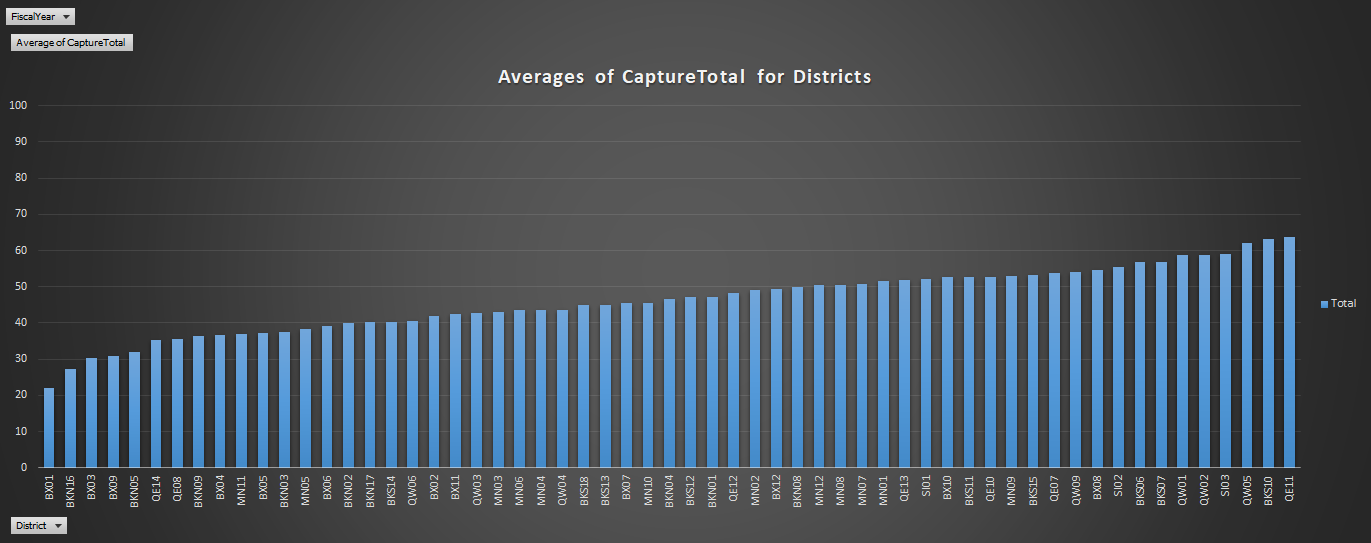 FiscalYear
Average of CaptureTotal
Averages of CaptureTotal for Districts
100
90
80
70
60
50
40
30
20
10
0
BX01
BKN16
BX03
BX09
BKN05
QE14
QE08
BKN09
BX04
MN11
BX05
BKN03
MN05
BX06
BKN02
BKN17
BKS14
QW06
BX02
BX11
QW03
MN03
MN06
MN04
QW04
BKS18
BKS13
BX07
MN10
BKN04
BKS12
BKN01
QE12
MN02
BX12
BKN08
MN12
MN08
MN07
MN01
QE13
SI01
BX10
BKS11
QE10
MN09
BKS15
QE07
QW09
BX08
SI02
BKS06
BKS07
QW01
QW02
SI03
QW05
BKS10
QE11
Total
District